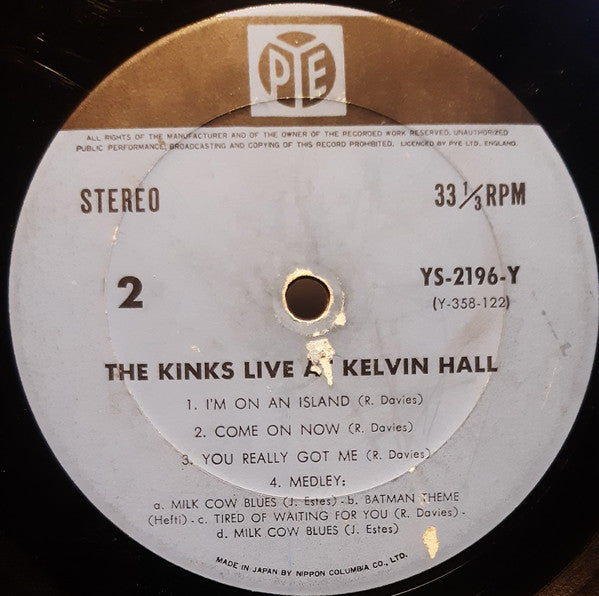 PYE
ALL RIGHTS OF THE MANUFACTURER AND OF THE OWNER OF THE RECORDED WORK RESERVED. UNAUTHORIZED
PUBLIC PERFORMANCE, BROADCASTING AND COPYING OF THIS RECORD PROHIBITED. LICENCED BY PYE LTD. ENGLAND.
STEREO
33 1/3 RPM
2
YS-2196-Y
(Y-358-122)
THE KINKS LIVE A KELVIN HALL
1. I'M ON AN ISLAND (R. Davies)
2. COME ON NOW (R. Davies)
3. YOU REALLY GOT ME (R. Davies)
4. MEDLEY:
a. MILK COW BLUES (J. Estes) - b. BATMAN THEME
(Hefti) - c. TIRED OF WAITING FOR YOU (R. Davies) -
d. MILK COW BLUES (J. Estes)
MADE IN JAPAN BY NIPPON COLUMBIA CO., LTD.